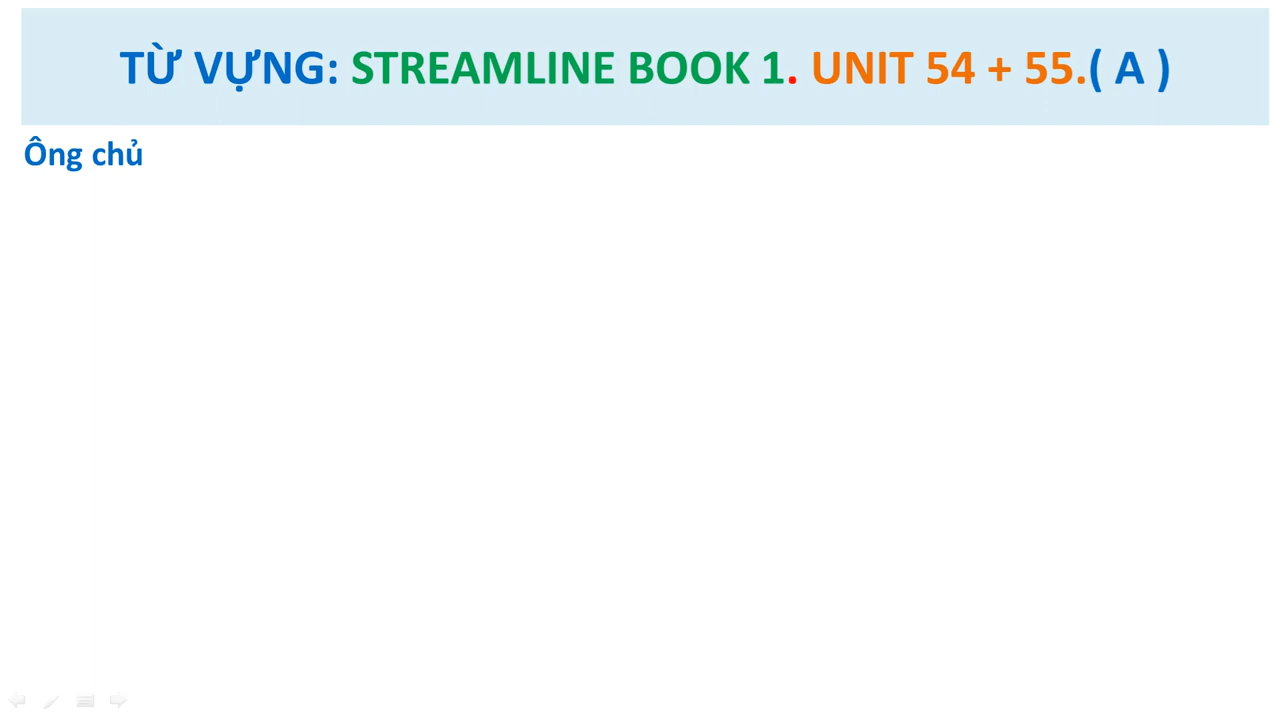 TỪ VỰNG: STREAMLINE BOOK 1. UNIT 54 + 55.( A )
Ông chủ